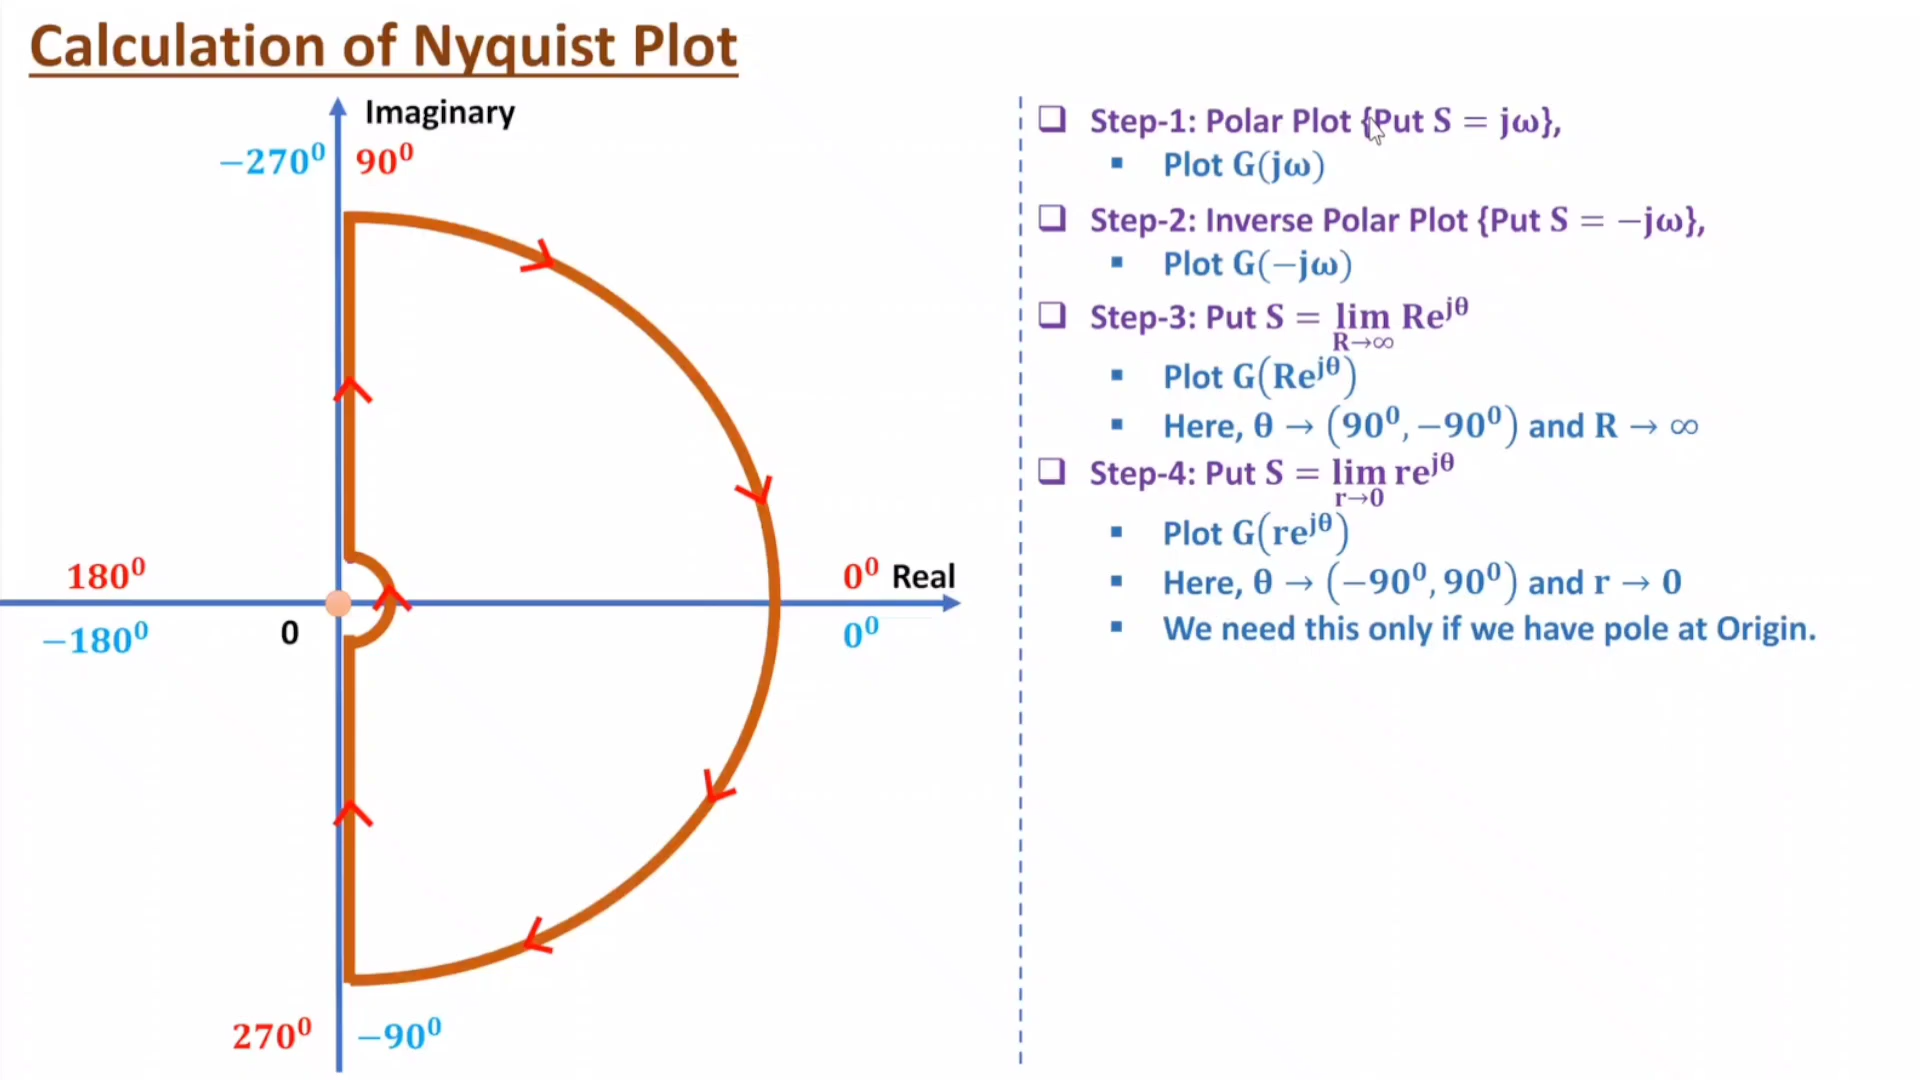 Calculation of Nyquist Plot
Imaginary
−270⁰ 90⁰
180⁰
−180⁰
0
0⁰ Real
0⁰
270⁰ −90⁰
❑ Step-1: Polar Plot {Put S = jω},
▪ Plot G(jω)
❑ Step-2: Inverse Polar Plot {Put S = −jω},
▪ Plot G(−jω)
❑ Step-3: Put S = lim Re^jθ
R→∞
▪ Plot G(Re^jθ)
▪ Here, θ → (90⁰, −90⁰) and R → ∞
❑ Step-4: Put S = lim re^jθ
r→0
▪ Plot G(re^jθ)
▪ Here, θ → (−90⁰, 90⁰) and r → 0
▪ We need this only if we have pole at Origin.